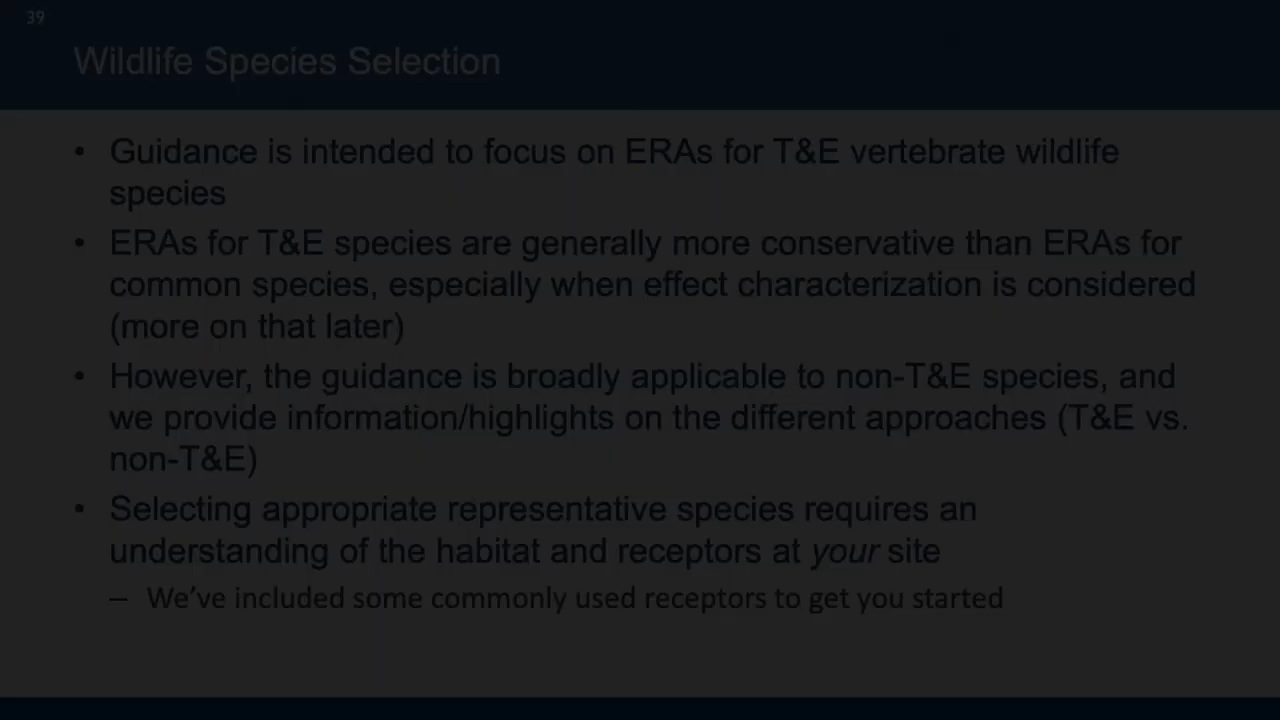 39
Wildlife Species Selection
• Guidance is intended to focus on ERAs for T&E vertebrate wildlife
species
• ERAs for T&E species are generally more conservative than ERAs for
common species, especially when effect characterization is considered
(more on that later)
• However, the guidance is broadly applicable to non-T&E species, and
we provide information/highlights on the different approaches (T&E vs.
non-T&E)
• Selecting appropriate representative species requires an
understanding of the habitat and receptors at your site
– We've included some commonly used receptors to get you started